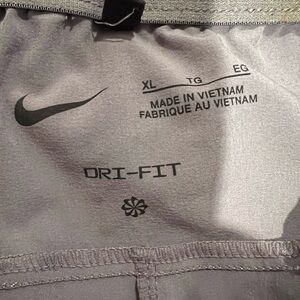 XL TG EG
MADE IN VIETNAM
FABRIQUE AU VIETNAM
DRI-FIT